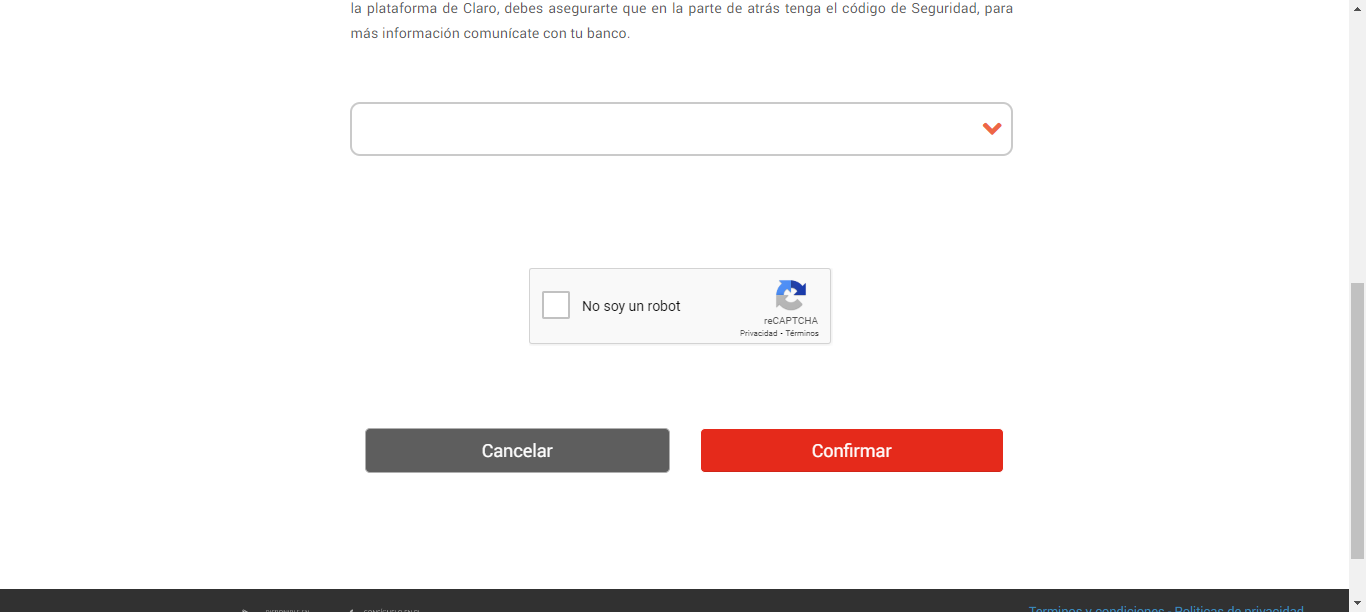 la plataforma de Claro, debes asegurarte que en la parte de atrás tenga el código de Seguridad, para
más información comunícate con tu banco.
No soy un robot
reCAPTCHA
Privacidad - Términos
Cancelar
Confirmar
Terminos y condiciones - Politicas de privacidad